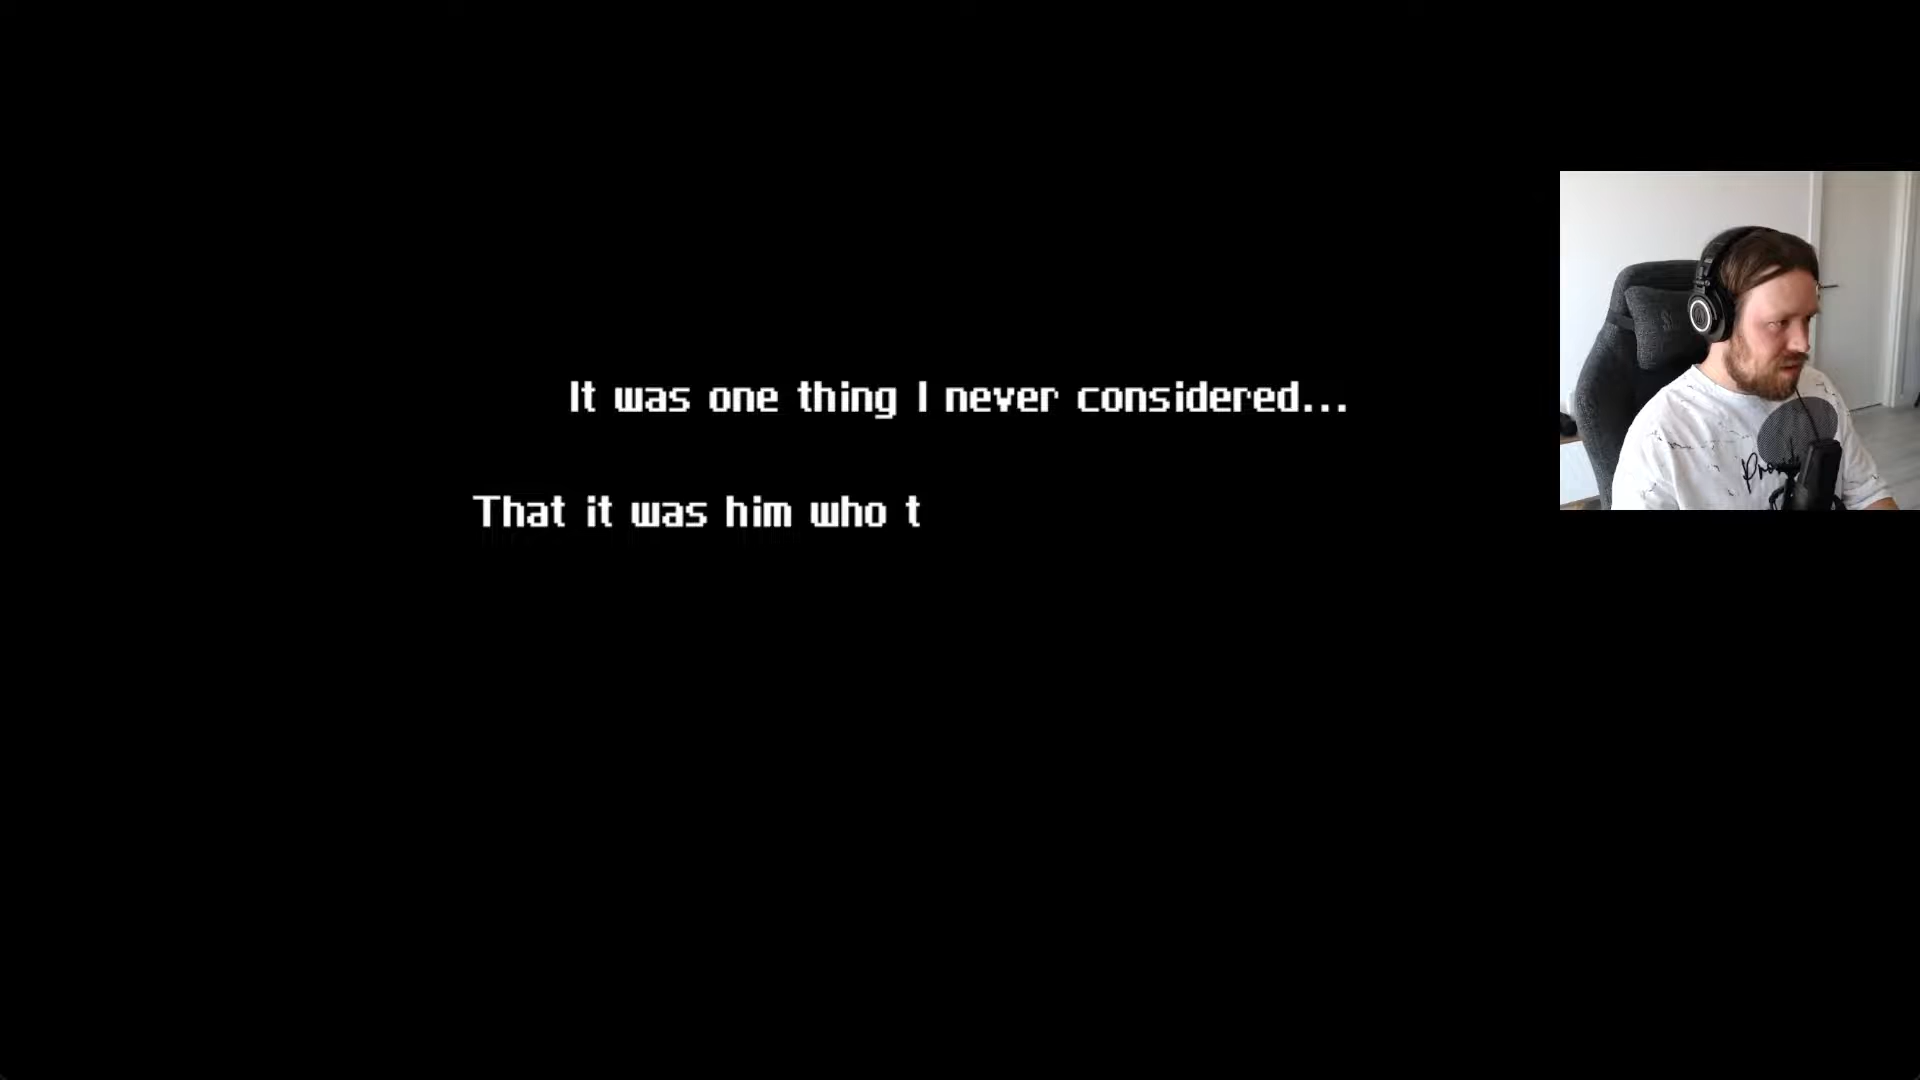 It was one thing I never considered...
That it was him who t